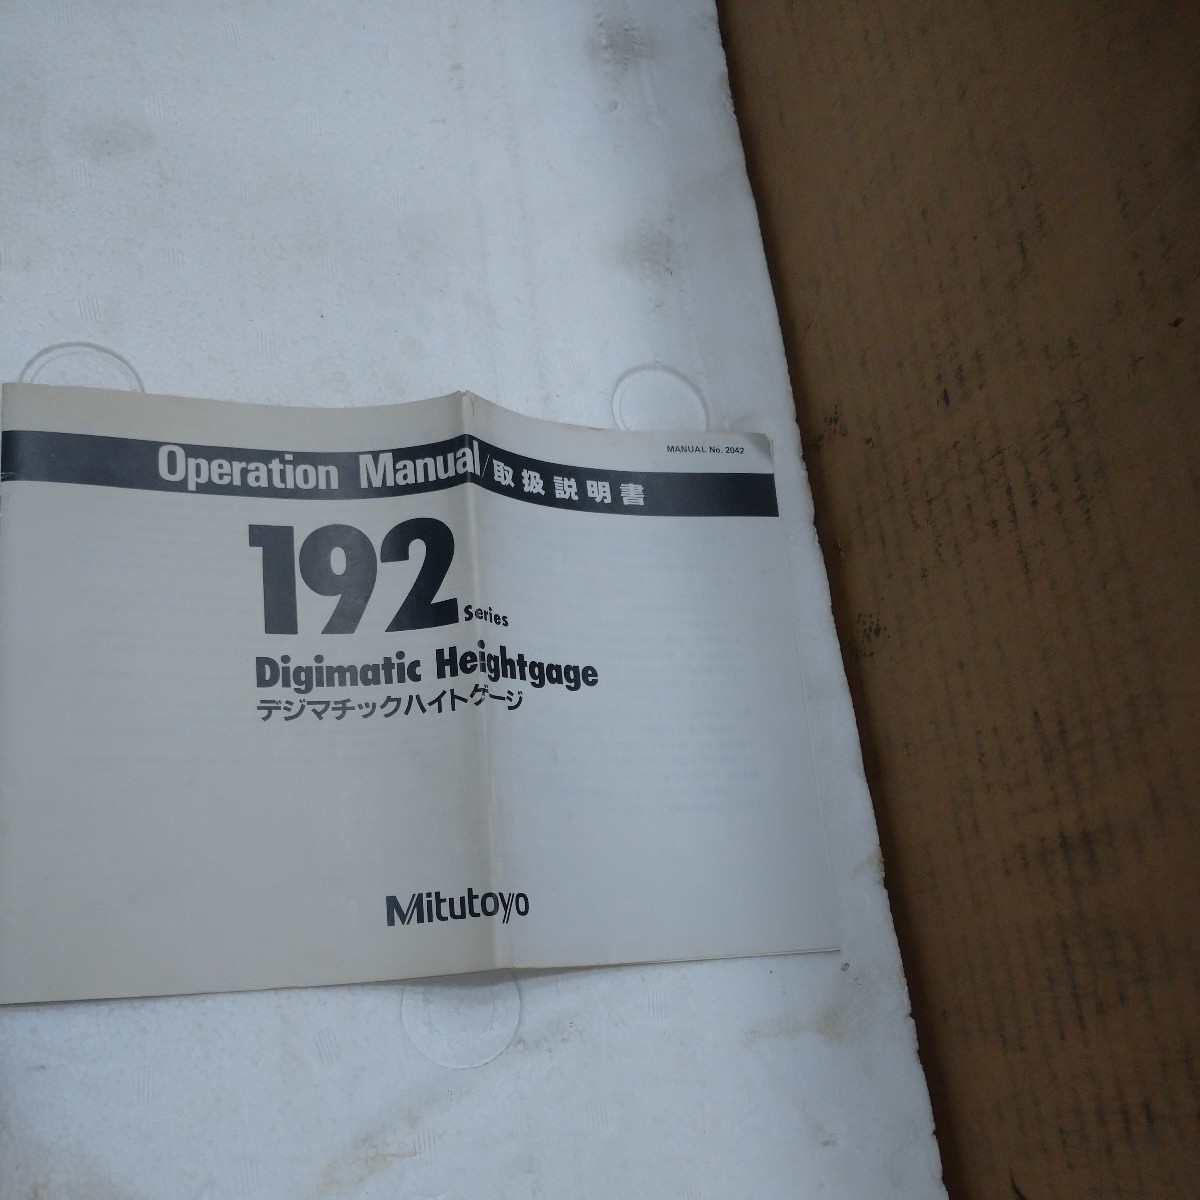 MANUAL No. 2042
Operation Manual/取扱説明書
192 Series
Digimatic Heightgage
デジマチックハイトゲージ
Mitutoyo